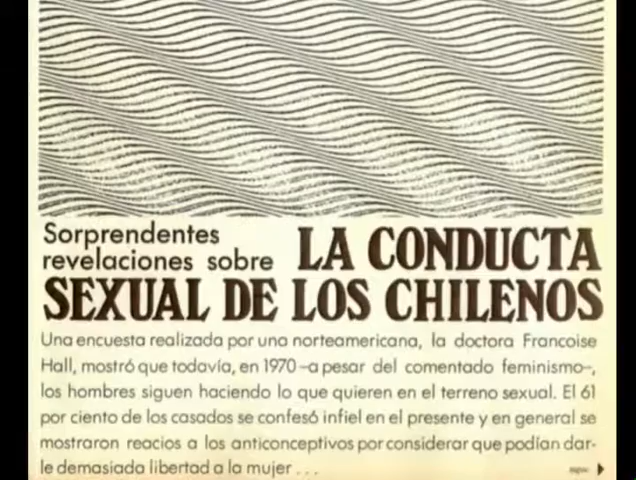 Sorprendentes
revelaciones sobre LA CONDUCTA
SEXUAL DE LOS CHILENOS
Una encuesta realizada por una norteamericana, la doctora Francoise
Hall, mostró que todavía, en 1970 —a pesar del comentado feminismo—,
los hombres siguen haciendo lo que quieren en el terreno sexual. El 61
por ciento de los casados se confesó infiel en el presente y en general se
mostraron reacios a los anticonceptivos por considerar que podían dar-
le demasiada libertad a la mujer . . .